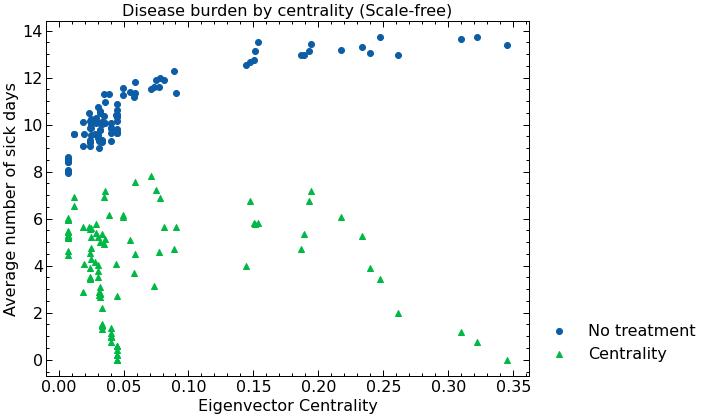 Disease burden by centrality (Scale-free)
Average number of sick days
14
12
10
8
6
4
2
0
0.00 0.05 0.10 0.15 0.20 0.25 0.30 0.35
Eigenvector Centrality
No treatment
Centrality